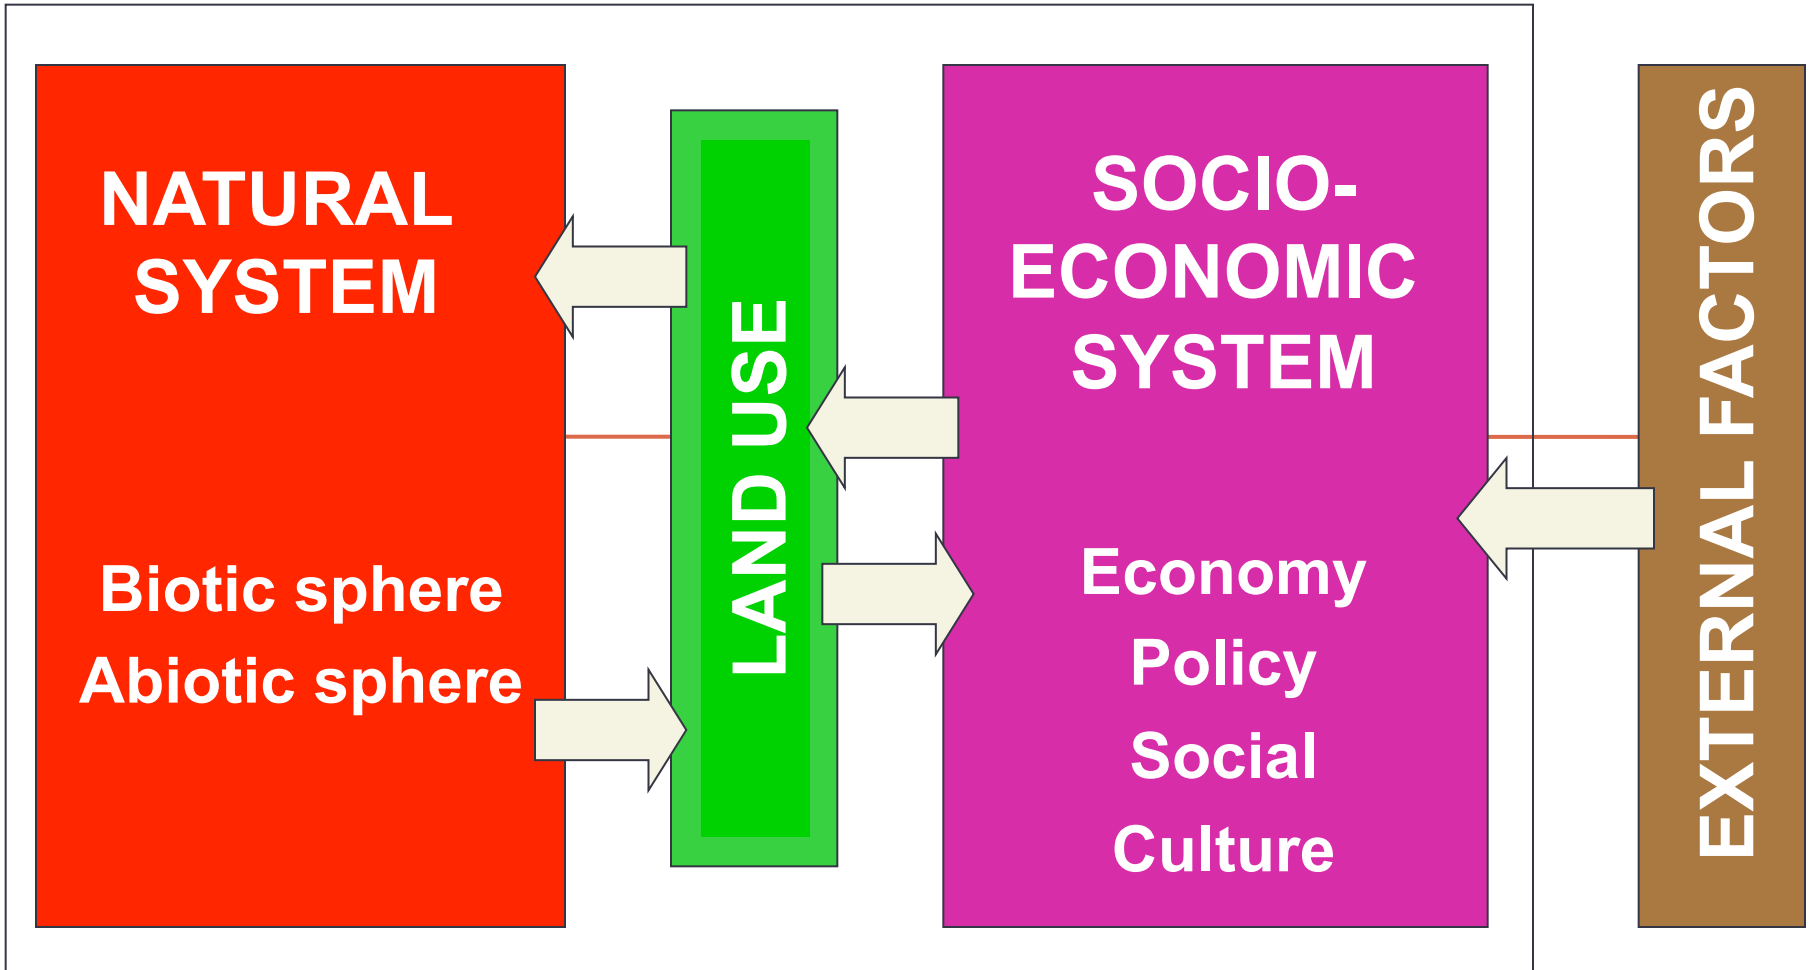 NATURAL
SYSTEM
Biotic sphere
Abiotic sphere
LAND USE
SOCIO-
ECONOMIC
SYSTEM
Economy
Policy
Social
Culture
EXTERNAL FACTORS